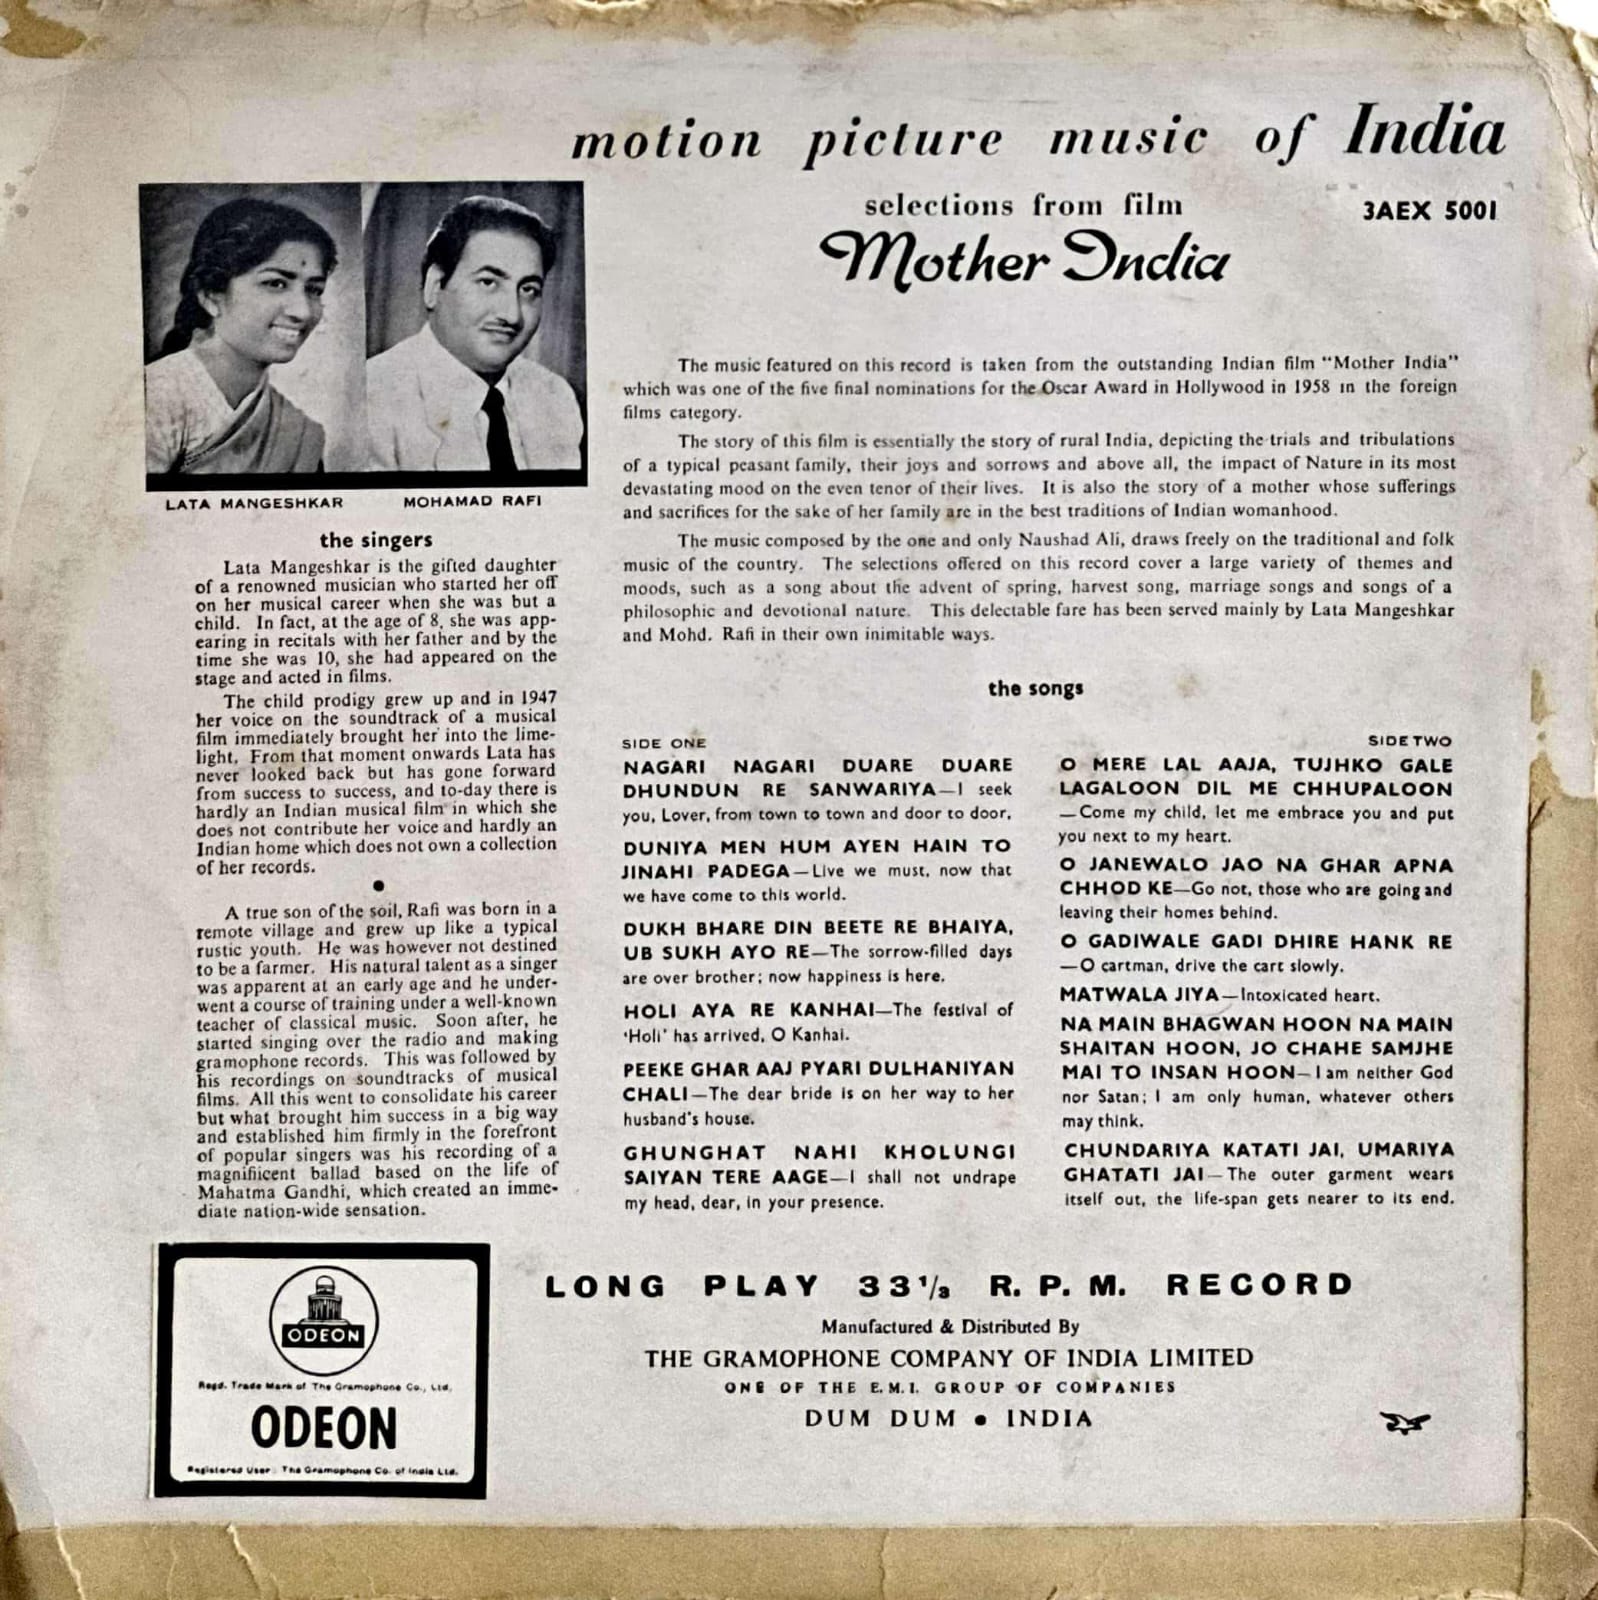 motion picture music of India
selections from film
3AEX 5001
Mother India
LATA MANGESHKAR
MOHAMAD RAFI
the singers
Lata Mangeshkar is the gifted daughter
of a renowned musician who started her off
on her musical career when she was but a
child. In fact, at the age of 8, she was app-
earing in recitals with her father and by the
time she was 10, she had appeared on the
stage and acted in films.
The child prodigy grew up and in 1947
her voice on the soundtrack of a musical
film immediately brought her into the lime-
light. From that moment onwards Lata has
never looked back but has gone forward
from success to success, and to-day there is
hardly an Indian musical film in which she
does not contribute her voice and hardly an
Indian home which does not own a collection
of her records.
●
A true son of the soil, Rafi was born in a
remote village and grew up like a typical
rustic youth. He was however not destined
to be a farmer. His natural talent as a singer
was apparent at an early age and he under-
went a course of training under a well-known
teacher of classical music. Soon after, he
started singing over the radio and making
gramophone records. This was followed by
his recordings on soundtracks of musical
films. All this went to consolidate his career
but what brought him success in a big way
and established him firmly in the forefront
of popular singers was his recording of a
magnificent ballad based on the life of
Mahatma Gandhi, which created an imme-
diate nation-wide sensation.
The music featured on this record is taken from the outstanding Indian film "Mother India"
which was one of the five final nominations for the Oscar Award in Hollywood in 1958 in the foreign
films category.
The story of this film is essentially the story of rural India, depicting the trials and tribulations
of a typical peasant family, their joys and sorrows and above all, the impact of Nature in its most
devastating mood on the even tenor of their lives. It is also the story of a mother whose sufferings
and sacrifices for the sake of her family are in the best traditions of Indian womanhood.
The music composed by the one and only Naushad Ali, draws freely on the traditional and folk
music of the country. The selections offered on this record cover a large variety of themes and
moods, such as a song about the advent of spring, harvest song, marriage songs and songs of a
philosophic and devotional nature. This delectable fare has been served mainly by Lata Mangeshkar
and Mohd. Rafi in their own inimitable ways.
the songs
SIDE ONE
NAGARI NAGARI DUARE DUARE
DHUNDUN RE SANWARIYA—I seek
you, Lover, from town to town and door to door.
DUNIYA MEN HUM AYEN HAIN TO
JINAHI PADEGA—Live we must, now that
we have come to this world.
DUKH BHARE DIN BEETE RE BHAIYA,
UB SUKH AYO RE—The sorrow-filled days
are over brother; now happiness is here.
HOLI AYA RE KANHAI—The festival of
'Holi' has arrived, O Kanhai.
PEEKE GHAR AAJ PYARI DULHANIYAN
CHALI—The dear bride is on her way to her
husband's house.
GHUNGHAT NAHI KHOLUNGI
SAIYAN TERE AAGE—I shall not undrape
my head, dear, in your presence.
SIDE TWO
O MERE LAL AAJA, TUJHKO GALE
LAGALOON DIL ME CHHUPALOON
—Come my child, let me embrace you and put
you next to my heart.
O JANEWALO JAO NA GHAR APNA
CHHOD KE—Go not, those who are going and
leaving their homes behind.
O GADIWALE GADI DHIRE HANK RE
—O cartman, drive the cart slowly.
MATWALA JIYA—Intoxicated heart.
NA MAIN BHAGWAN HOON NA MAIN
SHAITAN HOON, JO CHAHE SAMJHE
MAI TO INSAN HOON—I am neither God
nor Satan; I am only human, whatever others
may think.
CHUNDARIYA KATATI JAI, UMARIYA
GHATATI JAI—The outer garment wears
itself out, the life-span gets nearer to its end.
ODEON
Regd. Trade Mark of The Gramophone Co., Ltd.
ODEON
Registered User: The Gramophone Co. of India Ltd.
LONG PLAY 33⅓ R. P. M. RECORD
Manufactured & Distributed By
THE GRAMOPHONE COMPANY OF INDIA LIMITED
ONE OF THE E.M.I. GROUP OF COMPANIES
DUM DUM ● INDIA